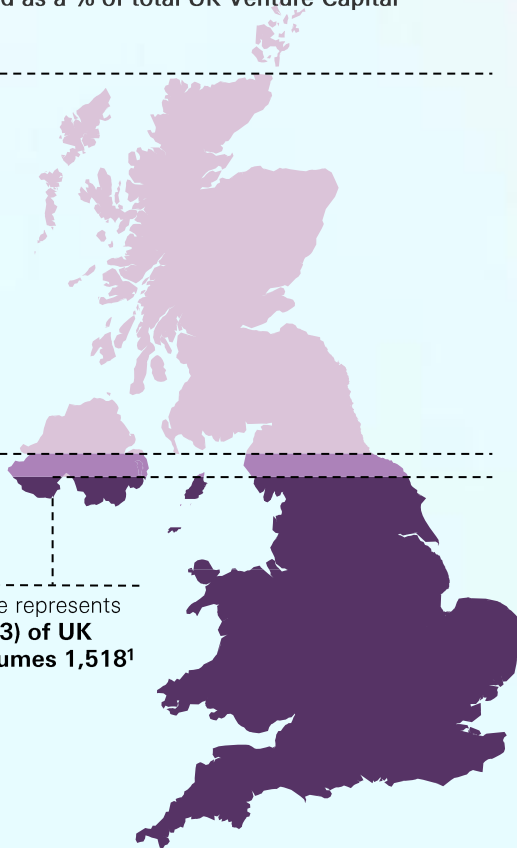 d as a % of total UK Venture Capital
e represents
3) of UK
umes 1,518¹